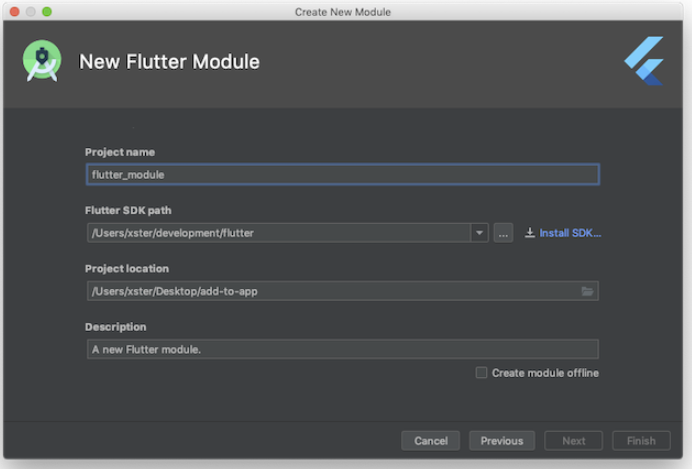 Create New Module
New Flutter Module
Project name
flutter_module
Flutter SDK path
/Users/xster/development/flutter
... Install SDK...
Project location
/Users/xster/Desktop/add-to-app
Description
A new Flutter module.
Create module offline
Cancel Previous Next Finish